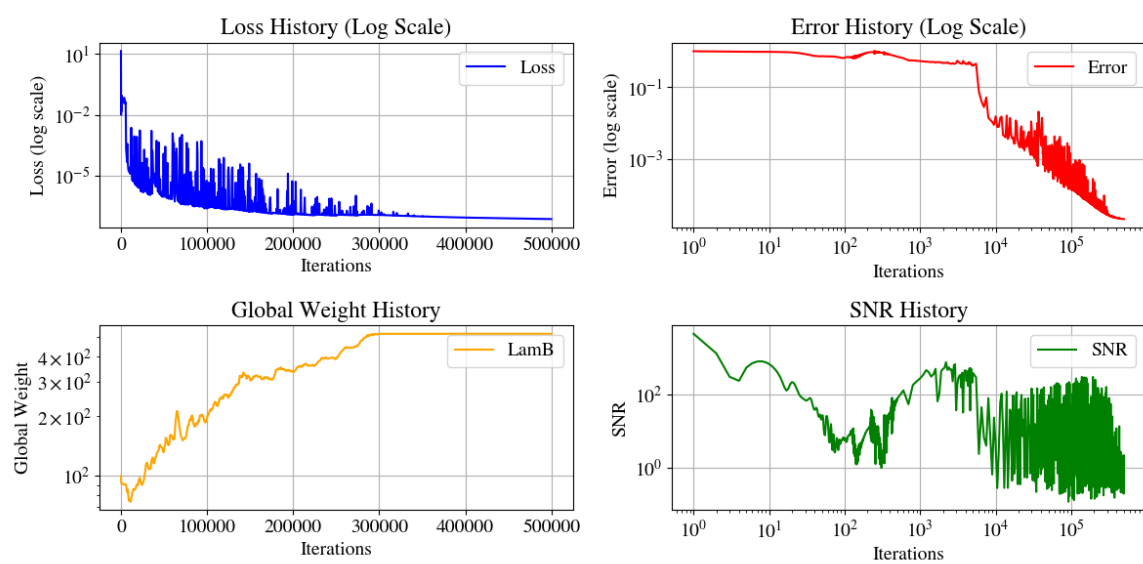 Loss History (Log Scale)
Loss (log scale)
10^1
10^-2
10^-5
Loss
0 100000 200000 300000 400000 500000
Iterations
Error History (Log Scale)
Error (log scale)
10^-1
10^-3
Error
10^0 10^1 10^2 10^3 10^4 10^5
Iterations
Global Weight History
Global Weight
4×10^2
3×10^2
2×10^2
10^2
LamB
0 100000 200000 300000 400000 500000
Iterations
SNR History
SNR
10^2
10^0
SNR
10^0 10^1 10^2 10^3 10^4 10^5
Iterations